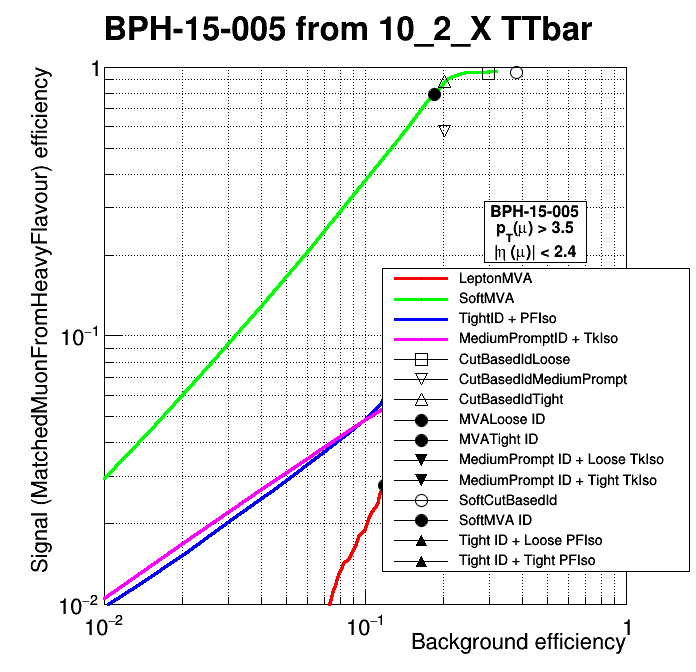 BPH-15-005 from 10_2_X TTbar
Signal (MatchedMuonFromHeavyFlavour) efficiency
1
10⁻¹
10⁻²
BPH-15-005
p_T(μ) > 3.5
|η (μ)| < 2.4
LeptonMVA
SoftMVA
TightID + PFIso
MediumPromptID + TkIso
CutBasedIdLoose
CutBasedIdMediumPrompt
CutBasedIdTight
MVALoose ID
MVATight ID
MediumPrompt ID + Loose TkIso
MediumPrompt ID + Tight TkIso
SoftCutBasedId
SoftMVA ID
Tight ID + Loose PFIso
Tight ID + Tight PFIso
10⁻² 10⁻¹ 1
Background efficiency